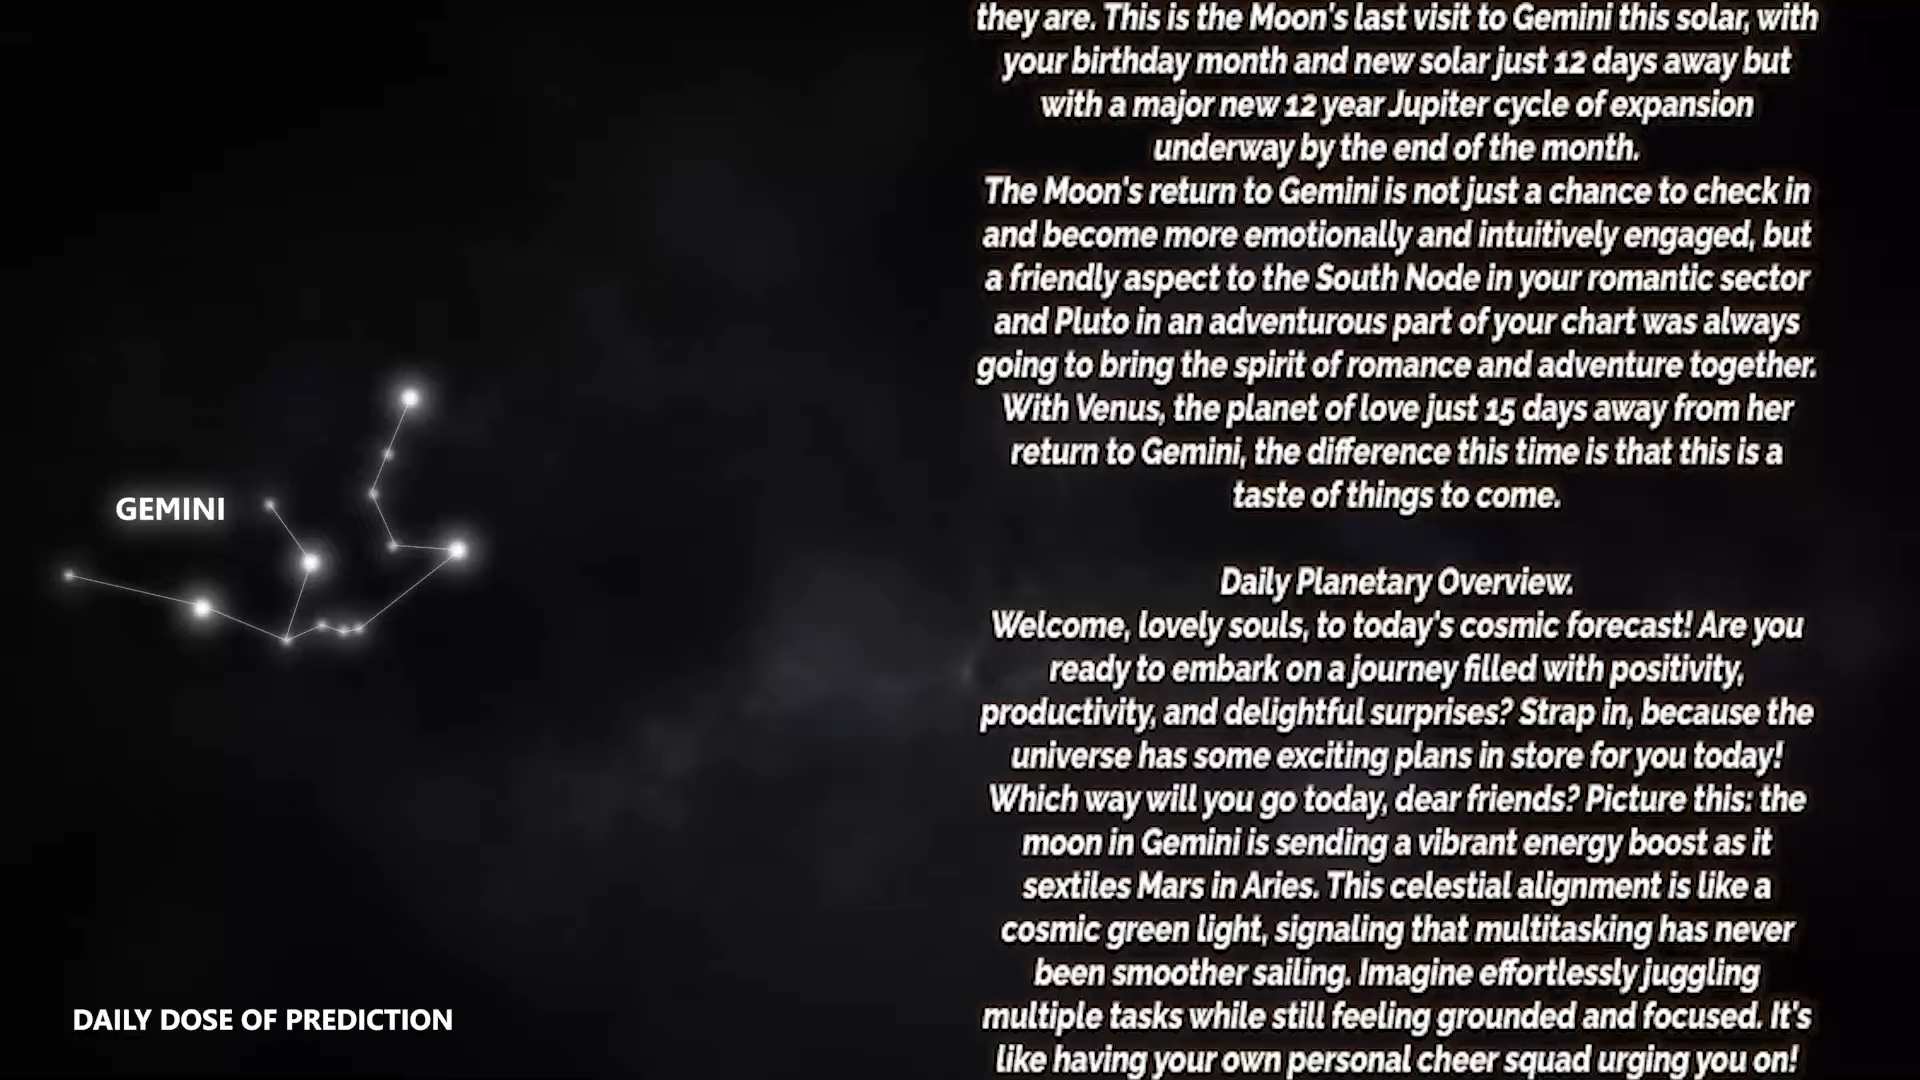 they are. This is the Moon's last visit to Gemini this solar, with
your birthday month and new solar just 12 days away but
with a major new 12 year Jupiter cycle of expansion
underway by the end of the month.
The Moon's return to Gemini is not just a chance to check in
and become more emotionally and intuitively engaged, but
a friendly aspect to the South Node in your romantic sector
and Pluto in an adventurous part of your chart was always
going to bring the spirit of romance and adventure together.
With Venus, the planet of love just 15 days away from her
return to Gemini, the difference this time is that this is a
taste of things to come.
Daily Planetary Overview.
Welcome, lovely souls, to today's cosmic forecast! Are you
ready to embark on a journey filled with positivity,
productivity, and delightful surprises? Strap in, because the
universe has some exciting plans in store for you today!
Which way will you go today, dear friends? Picture this: the
moon in Gemini is sending a vibrant energy boost as it
sextiles Mars in Aries. This celestial alignment is like a
cosmic green light, signaling that multitasking has never
been smoother sailing. Imagine effortlessly juggling
multiple tasks while still feeling grounded and focused. It's
like having your own personal cheer squad urging you on!
GEMINI
DAILY DOSE OF PREDICTION